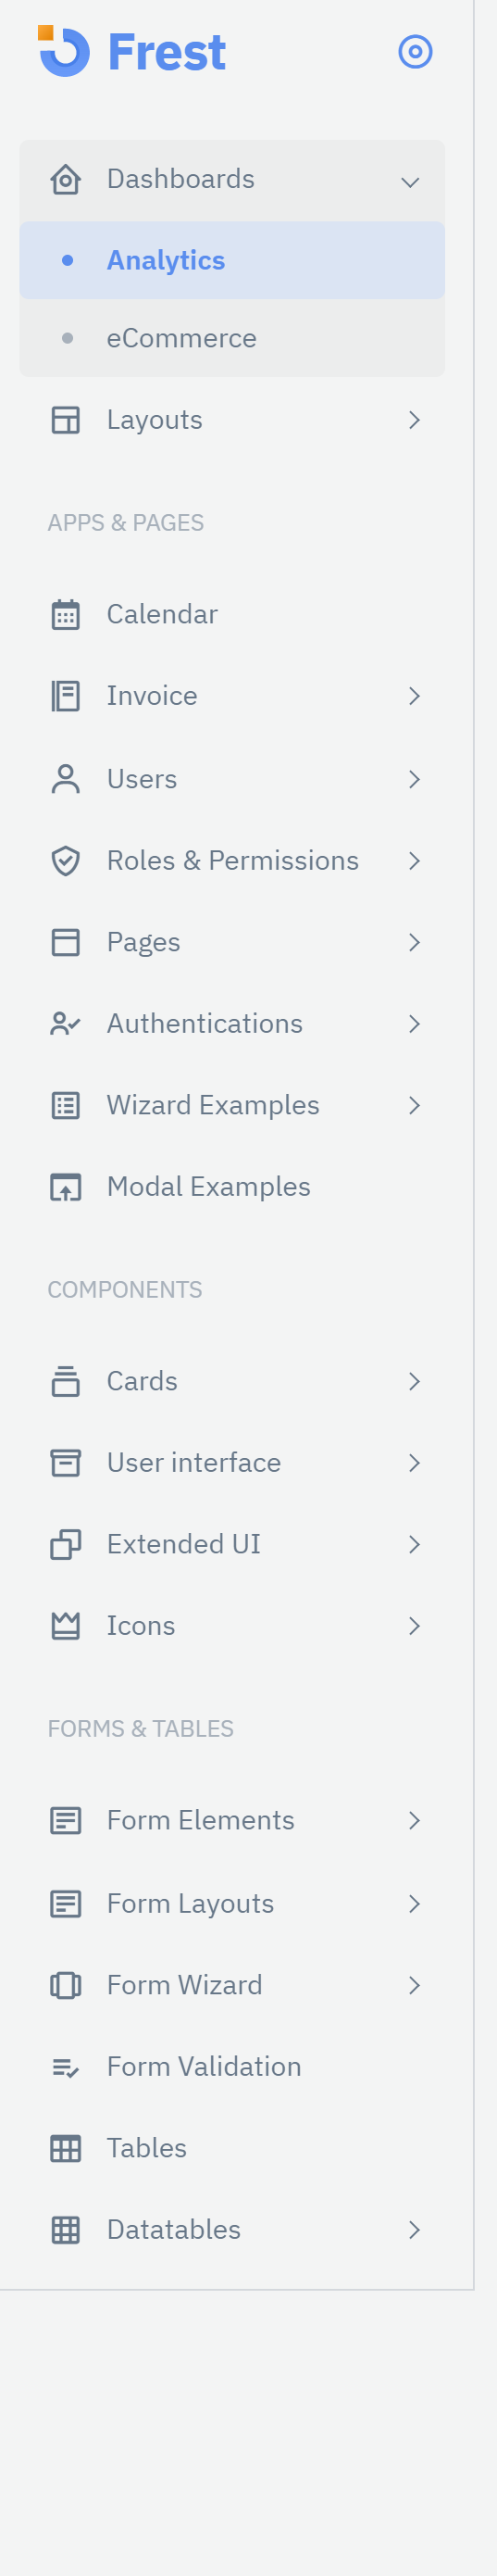 Frest
Dashboards
Analytics
eCommerce
Layouts
APPS & PAGES
Calendar
Invoice
Users
Roles & Permissions
Pages
Authentications
Wizard Examples
Modal Examples
COMPONENTS
Cards
User interface
Extended UI
Icons
FORMS & TABLES
Form Elements
Form Layouts
Form Wizard
Form Validation
Tables
Datatables